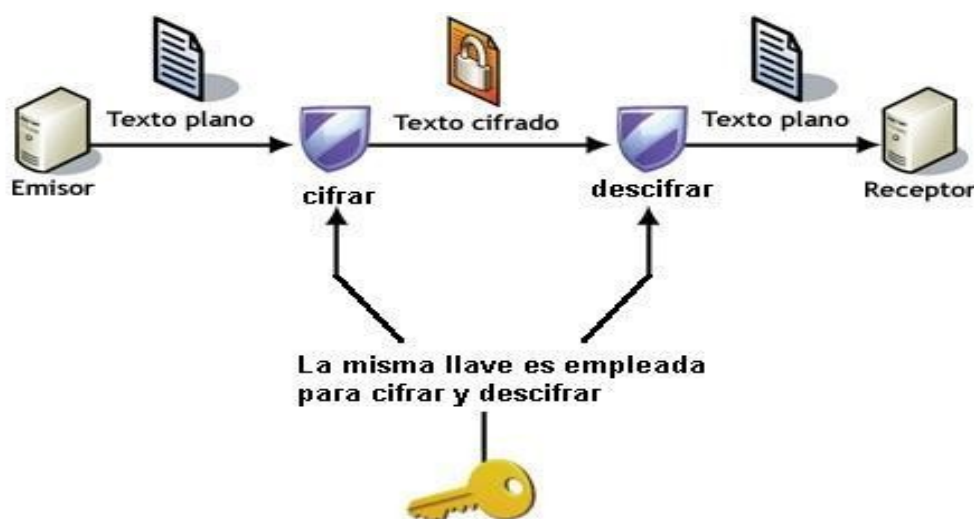 Texto plano
Texto cifrado
Texto plano
Emisor
cifrar
descifrar
Receptor
La misma llave es empleada
para cifrar y descifrar